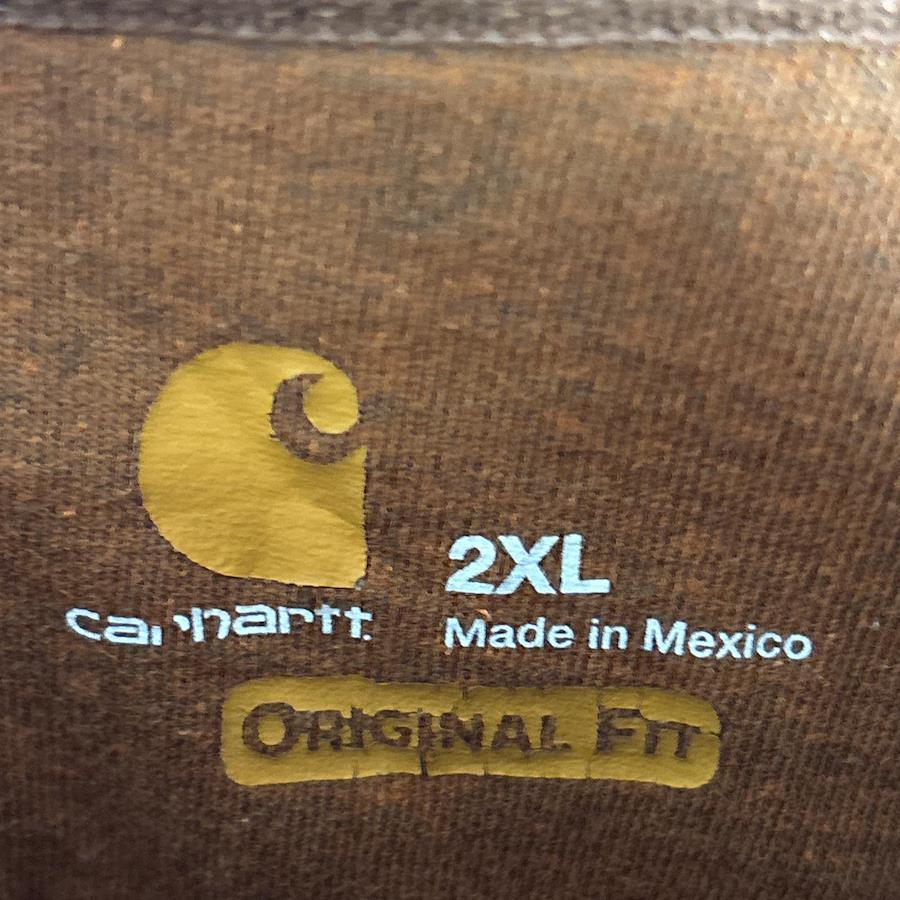 carhartt
2XL
Made in Mexico
ORIGINAL FIT